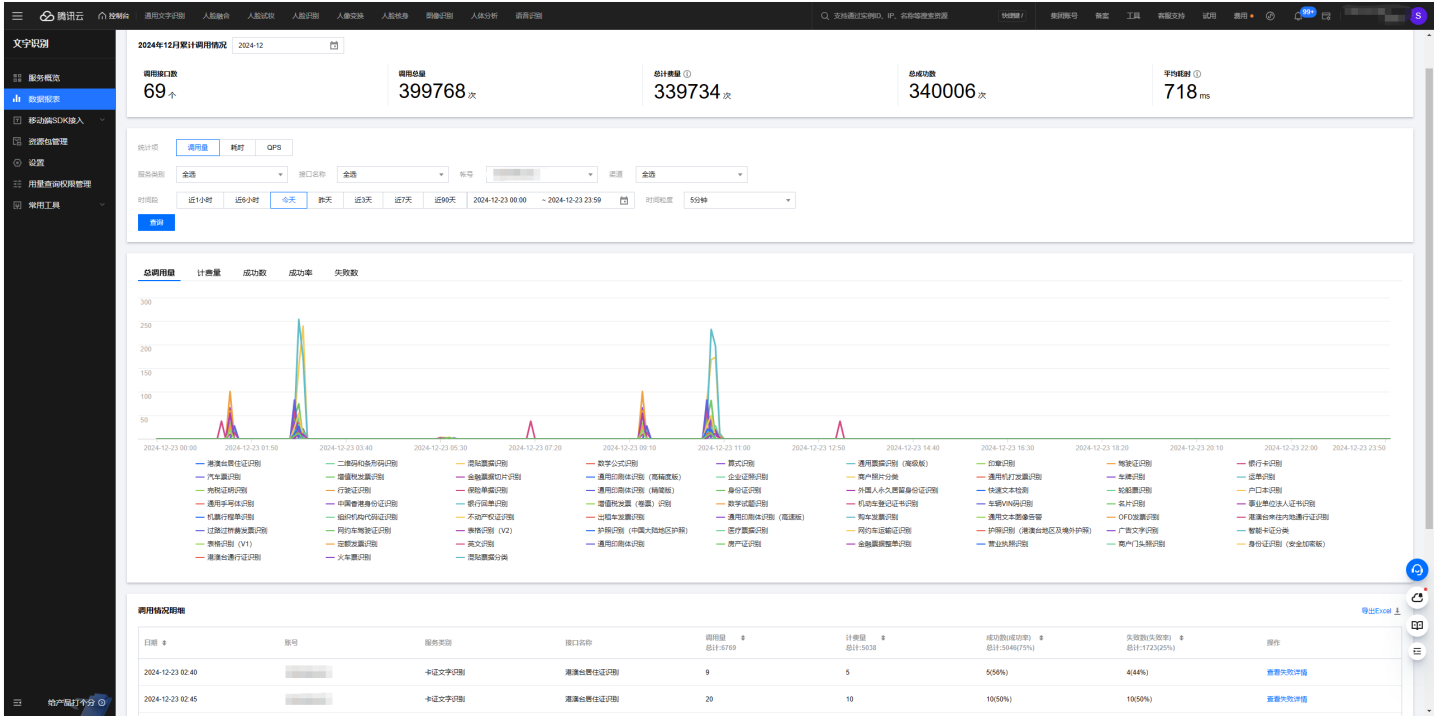 腾讯云 控制台 通用文字识别 人脸融合 人脸试妆 人脸识别 人像变换 人脸核身 图像识别 人体分析 语音识别 支持通过实例ID、IP、名称等搜索资源 快捷键/ 集团账号 备案 工具 客服支持 试用 费用 99+ S
文字识别
服务概览
数据报表
移动端SDK接入
资源包管理
设置
用量查询权限管理
常用工具
给产品打个分
2024年12月累计调用情况 2024-12
调用接口数 调用总量 总计费量 总成功数 平均耗时
69 个 399768 次 339734 次 340006 次 718 ms
统计项 调用量 耗时 QPS
服务类别 全选 接口名称 全选 帐号 渠道 全选
时间段 近1小时 近6小时 今天 昨天 近3天 近7天 近90天 2024-12-23 00:00 ~ 2024-12-23 23:59 时间粒度 5分钟
查询
总调用量 计费量 成功数 成功率 失败数
300
250
200
150
100
50
2024-12-23 00:00 2024-12-23 01:50 2024-12-23 03:40 2024-12-23 05:30 2024-12-23 07:20 2024-12-23 09:10 2024-12-23 11:00 2024-12-23 12:50 2024-12-23 14:40 2024-12-23 16:30 2024-12-23 18:20 2024-12-23 20:10 2024-12-23 22:00 2024-12-23 23:50
港澳台居住证识别 二维码和条形码识别 混贴票据识别 数学公式识别 算式识别 通用票据识别（高级版） 印章识别 驾驶证识别 银行卡识别
汽车票识别 增值税发票识别 金融票据切片识别 通用印刷体识别（高精度版） 企业证照识别 商户照片分类 通用机打发票识别 车牌识别 运单识别
完税证明识别 行驶证识别 保险单据识别 通用印刷体识别（精简版） 身份证识别 外国人永久居留身份证识别 快速文本检测 轮船票识别 户口本识别
通用手写体识别 中国香港身份证识别 银行回单识别 增值税发票（卷票）识别 数学试题识别 机动车登记证书识别 车辆VIN码识别 名片识别 事业单位法人证书识别
机票行程单识别 组织机构代码证识别 不动产权证识别 出租车发票识别 通用印刷体识别（高速版） 购车发票识别 通用文本图像告警 OFD发票识别 港澳台来往内地通行证识别
过路过桥费发票识别 网约车驾驶证识别 表格识别（V2） 护照识别（中国大陆地区护照） 医疗票据识别 网约车运输证识别 护照识别（港澳台地区及境外护照） 广告文字识别 智能卡证分类
表格识别（V1） 定额发票识别 英文识别 通用印刷体识别 房产证识别 金融票据整单识别 营业执照识别 商户门头照识别 身份证识别（安全加密版）
港澳台通行证识别 火车票识别 混贴票据分类
调用情况明细 导出Excel
日期 账号 服务类别 接口名称 调用量 计费量 成功数(成功率) 失败数(失败率) 操作
总计:6769 总计:5038 总计:5046(75%) 总计:1723(25%)
2024-12-23 02:40 卡证文字识别 港澳台居住证识别 9 5 5(56%) 4(44%) 查看失败详情
2024-12-23 02:45 卡证文字识别 港澳台居住证识别 20 10 10(50%) 10(50%) 查看失败详情